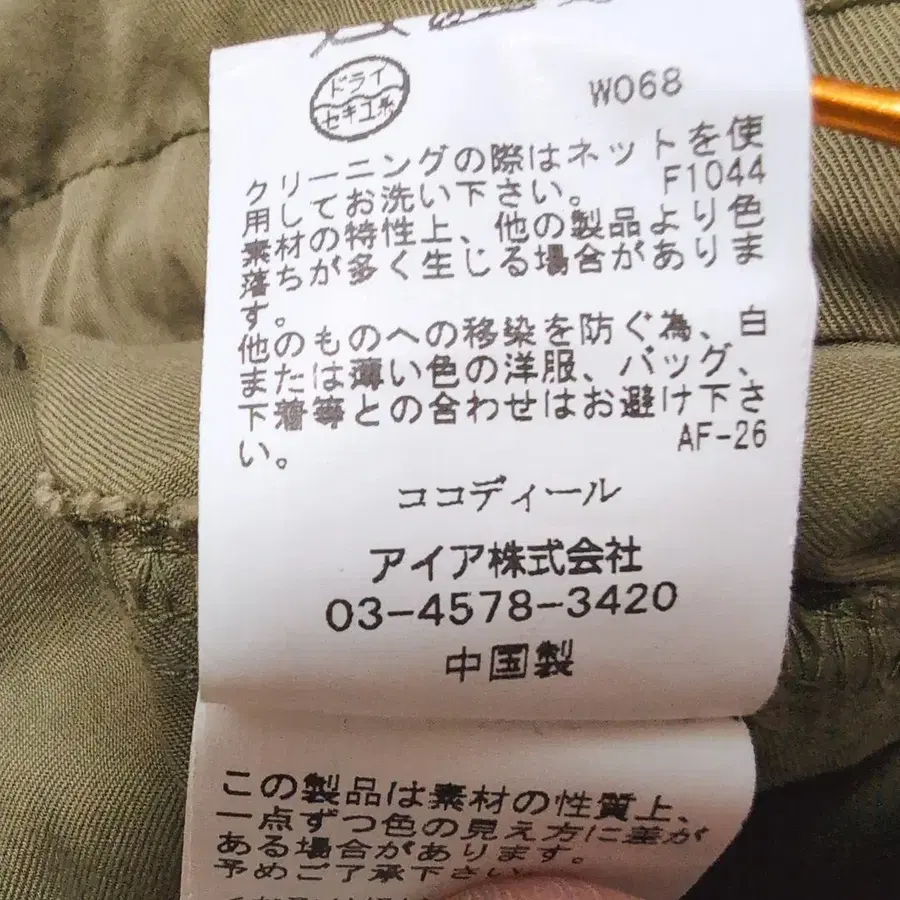 ドライ
セキユ系
W068
クリーニングの際はネットを使
用してお洗い下さい。 F1044
素材の特性上、他の製品より色
落ちが多く生じる場合がありま
す。
他のものへの移染を防ぐ為、白
または薄い色の洋服、バッグ、
下着等との合わせはお避け下さ
い。 AF-26
ココディール
アイア株式会社
03-4578-3420
中国製
この製品は素材の性質上、
一点ずつ色の見え方に差が
ある場合があります。
予めご了承下さい。